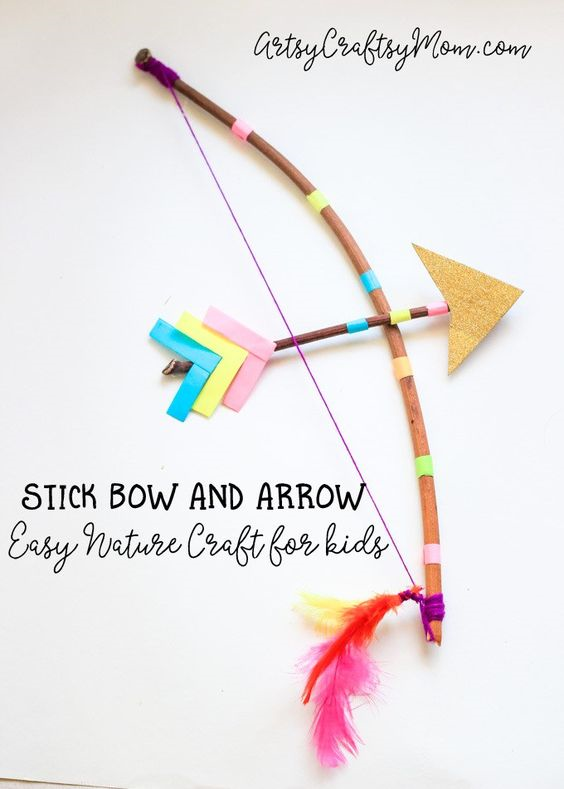 ArtsyCraftsyMom.com
STICK BOW AND ARROW
Easy Nature Craft for kids